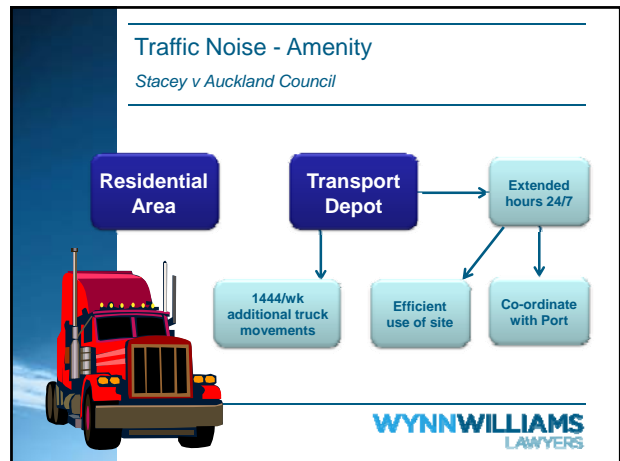 Traffic Noise - Amenity
Stacey v Auckland Council
Residential
Area
Transport
Depot
Extended
hours 24/7
1444/wk
additional truck
movements
Efficient
use of site
Co-ordinate
with Port
WYNNWILLIAMS
LAWYERS